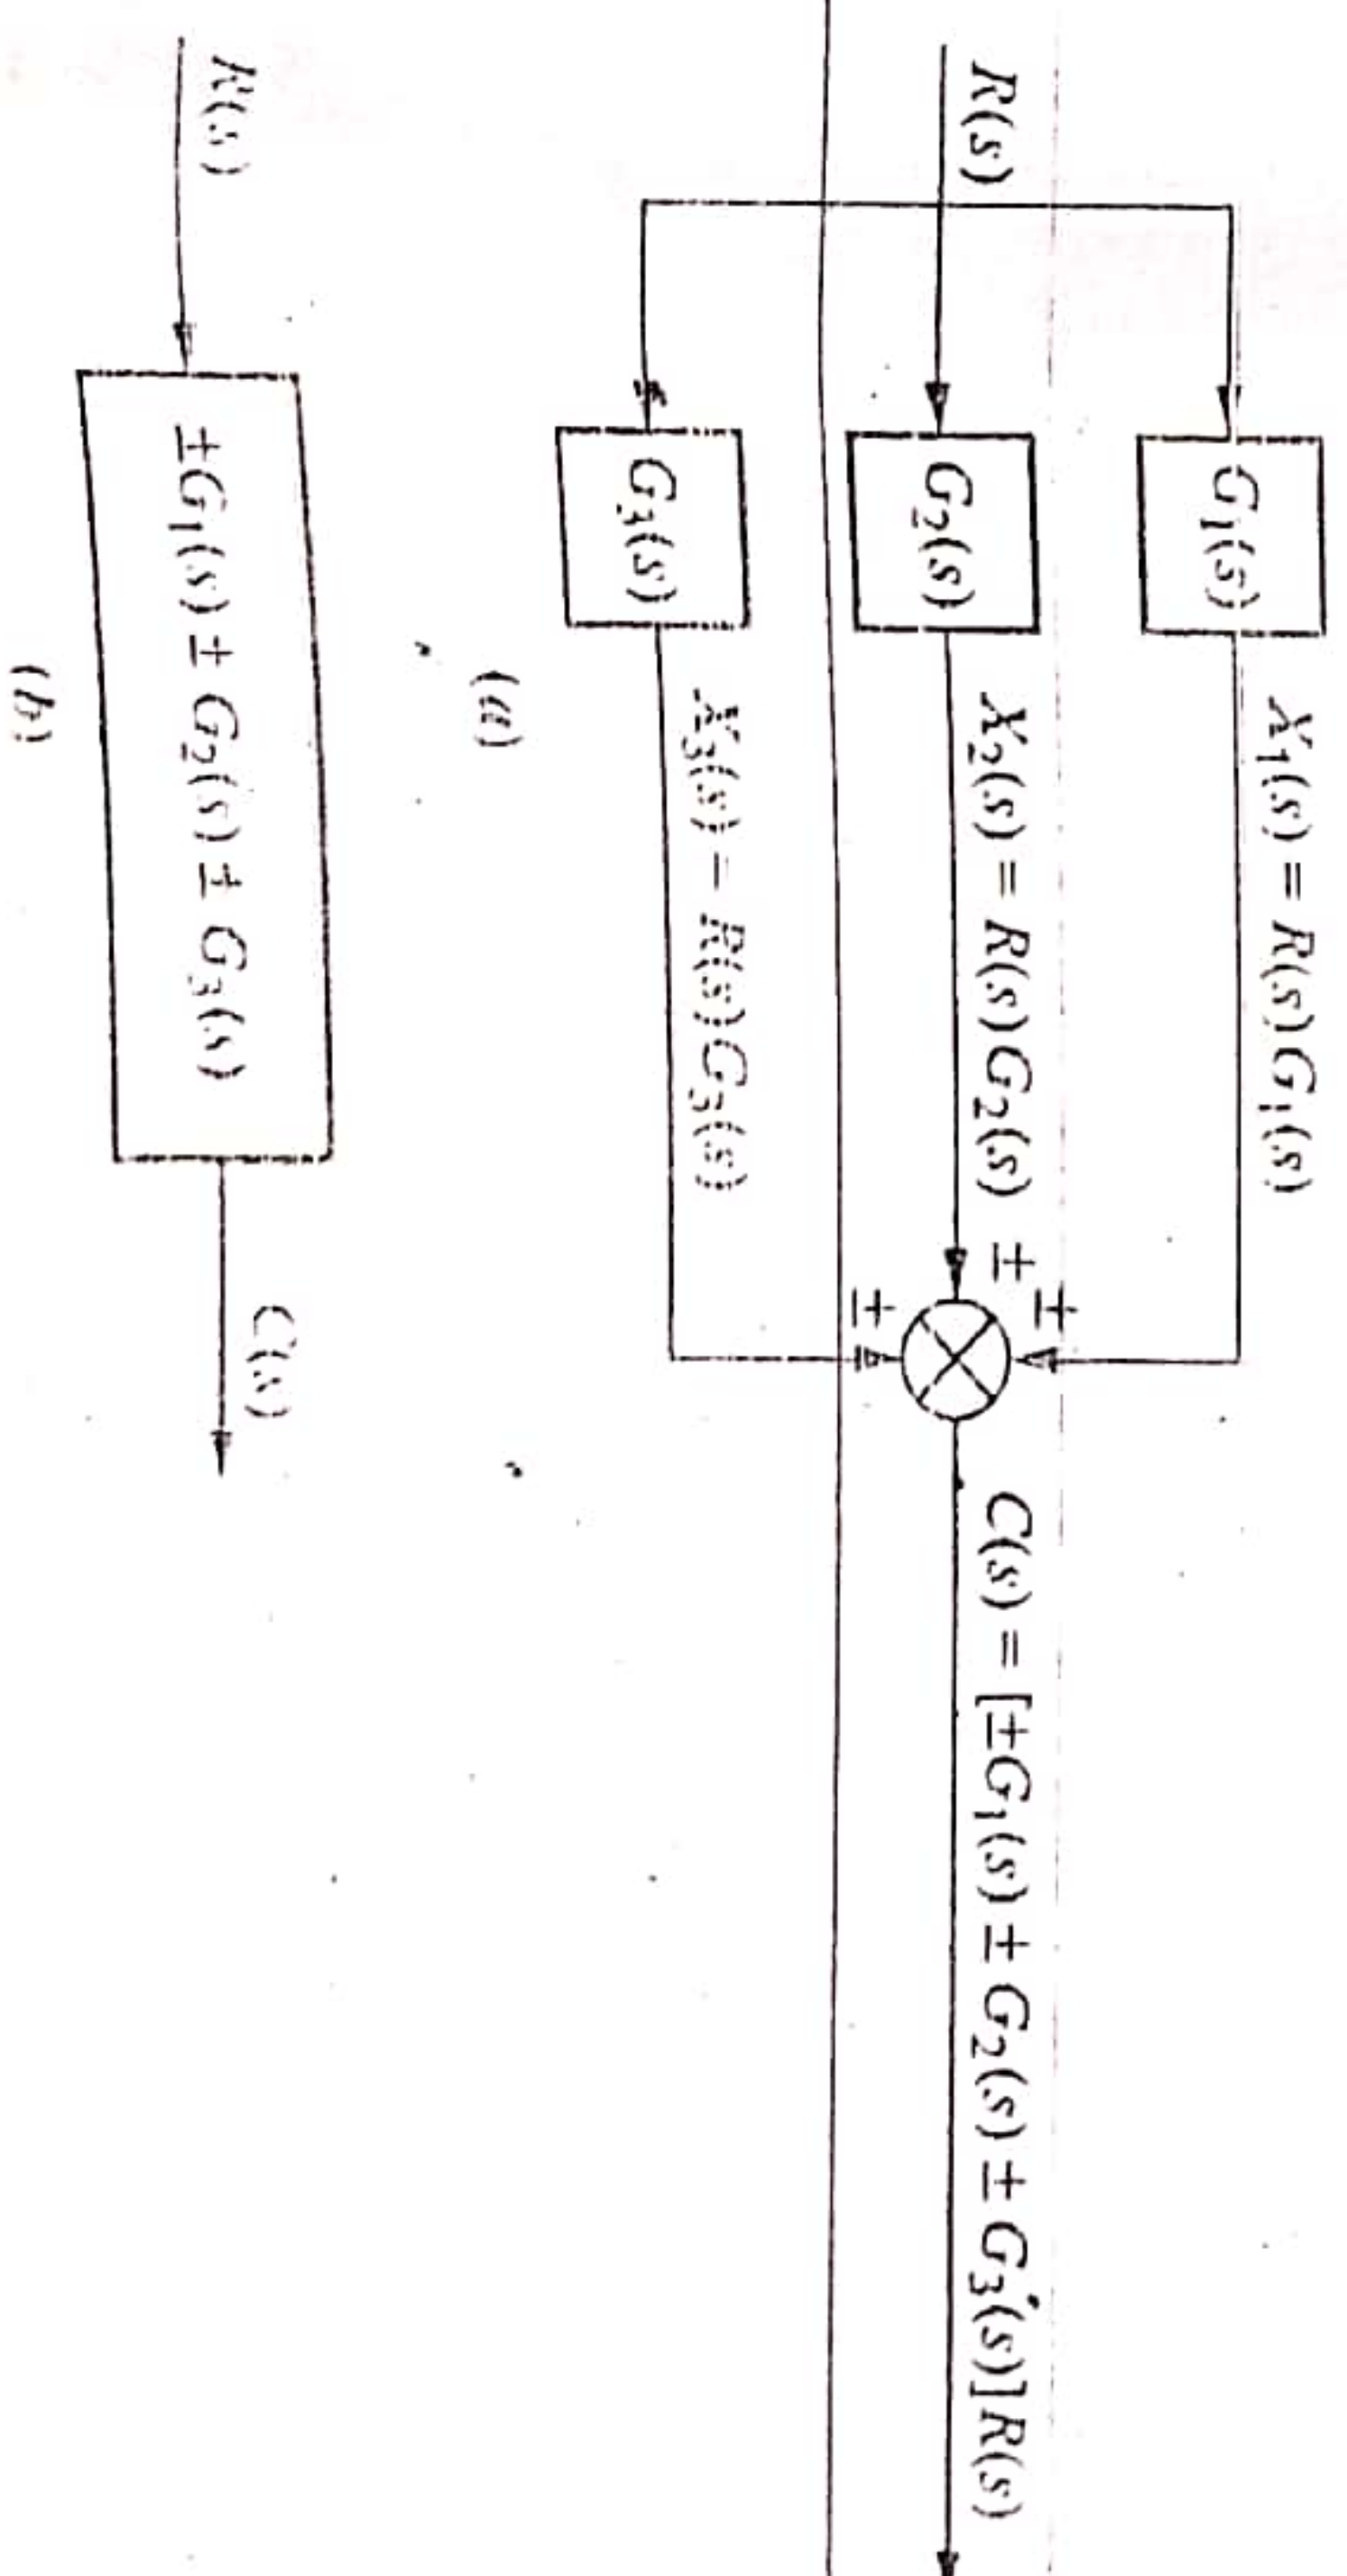 X₁(s) = R(s)G₁(s)
G₁(s)
R(s)
±
X₂(s) = R(s)G₂(s) ±
C(s) = [±G₁(s) ± G₂(s) ± G₃(s)]R(s)
G₂(s)
±
X₃(s) = R(s)G₃(s)
G₃(s)
(a)
R(s)
±G₁(s) ± G₂(s) ± G₃(s)
C(s)
(b)